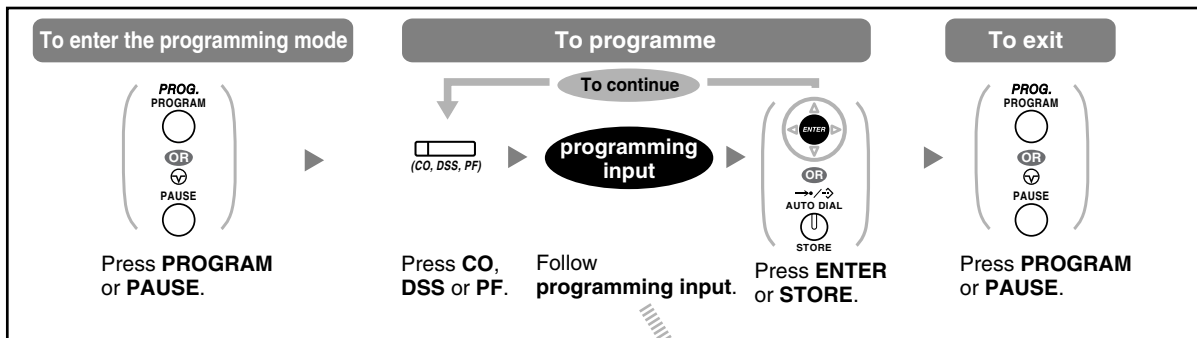 To enter the programming mode
To programme
To exit
To continue
PROG.
PROGRAM
OR
PAUSE
(CO, DSS, PF)
programming
input
ENTER
OR
AUTO DIAL
STORE
PROG.
PROGRAM
OR
PAUSE
Press PROGRAM
or PAUSE.
Press CO,
DSS or PF.
Follow
programming input.
Press ENTER
or STORE.
Press PROGRAM
or PAUSE.